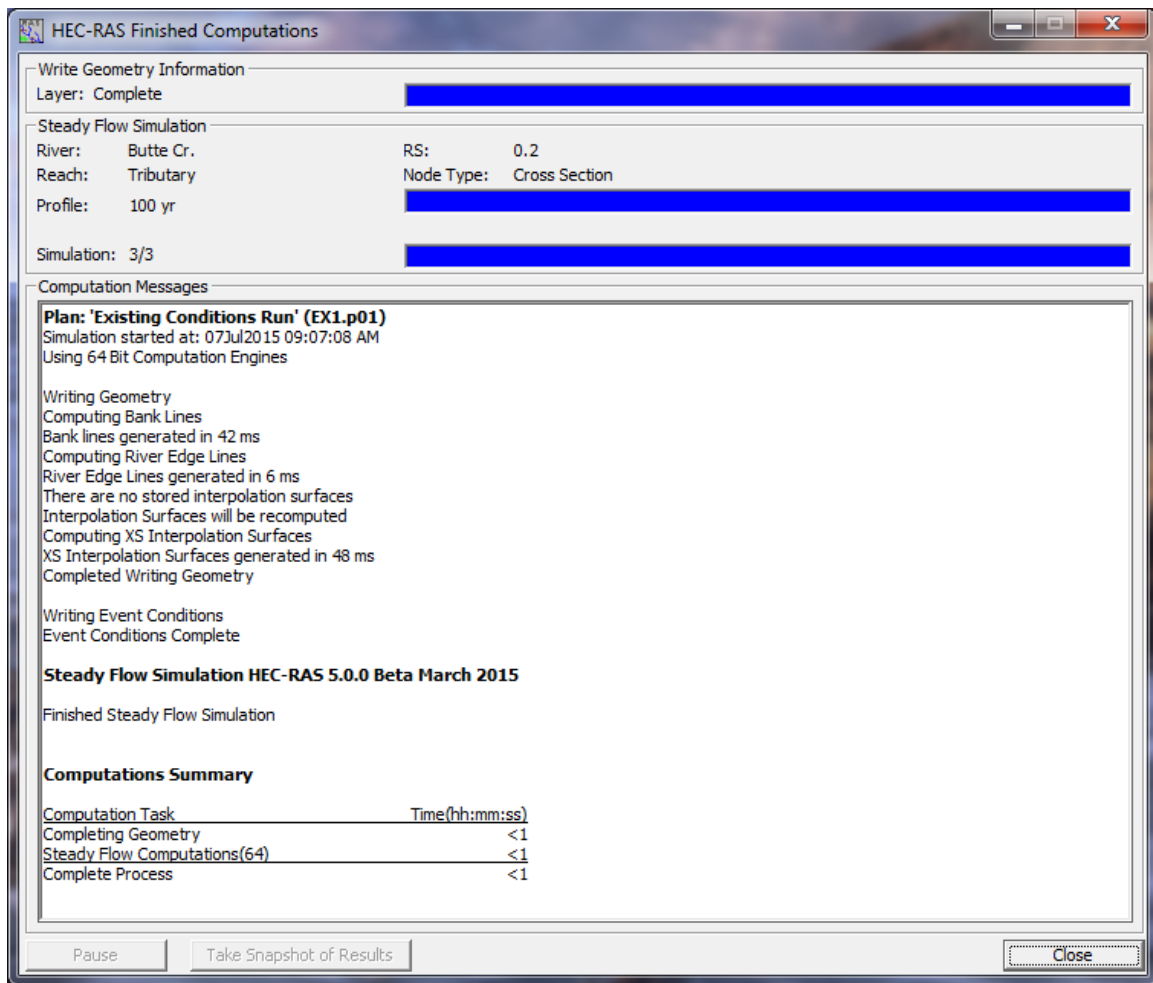 HEC-RAS Finished Computations
Write Geometry Information
Layer: Complete
Steady Flow Simulation
River: Butte Cr. RS: 0.2
Reach: Tributary Node Type: Cross Section
Profile: 100 yr
Simulation: 3/3
Computation Messages
Plan: 'Existing Conditions Run' (EX1.p01)
Simulation started at: 07Jul2015 09:07:08 AM
Using 64 Bit Computation Engines
Writing Geometry
Computing Bank Lines
Bank lines generated in 42 ms
Computing River Edge Lines
River Edge Lines generated in 6 ms
There are no stored interpolation surfaces
Interpolation Surfaces will be recomputed
Computing XS Interpolation Surfaces
XS Interpolation Surfaces generated in 48 ms
Completed Writing Geometry
Writing Event Conditions
Event Conditions Complete
Steady Flow Simulation HEC-RAS 5.0.0 Beta March 2015
Finished Steady Flow Simulation
Computations Summary
Computation Task Time(hh:mm:ss)
Completing Geometry <1
Steady Flow Computations(64) <1
Complete Process <1
Pause Take Snapshot of Results Close